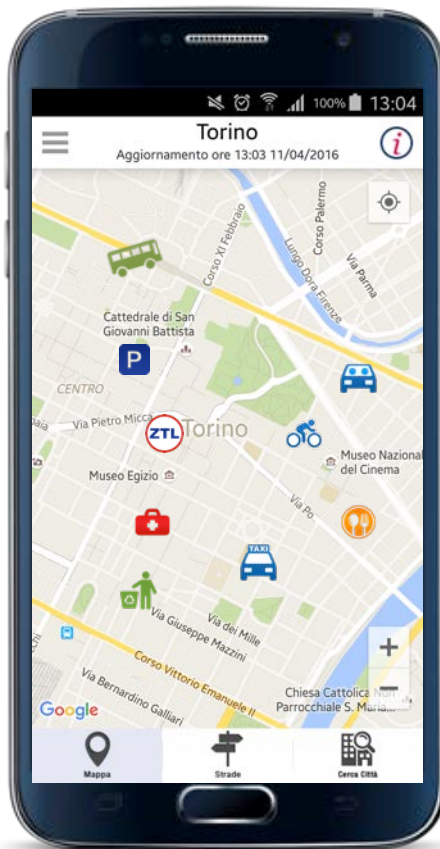 100% 13:04
Torino
i
Aggiornamento ore 13:03 11/04/2016
Corso XI Febbraio
Corso Palermo
Lungo Dora Firenze
Via Parma
Cattedrale di San
Giovanni Battista
P
CENTRO
Via Pietro Micca
ZTL
Torino
Museo Egizio
Museo Nazional
del Cinema
Via Po
TAXI
Via dei Mille
Via Giuseppe Mazzini
Corso Vittorio Emanuele II
Via Bernardino Galliari
+
−
Chiesa Cattolica Non
Parrocchiale S. Maria...
Google
Mappa
Strade
Cerca Città